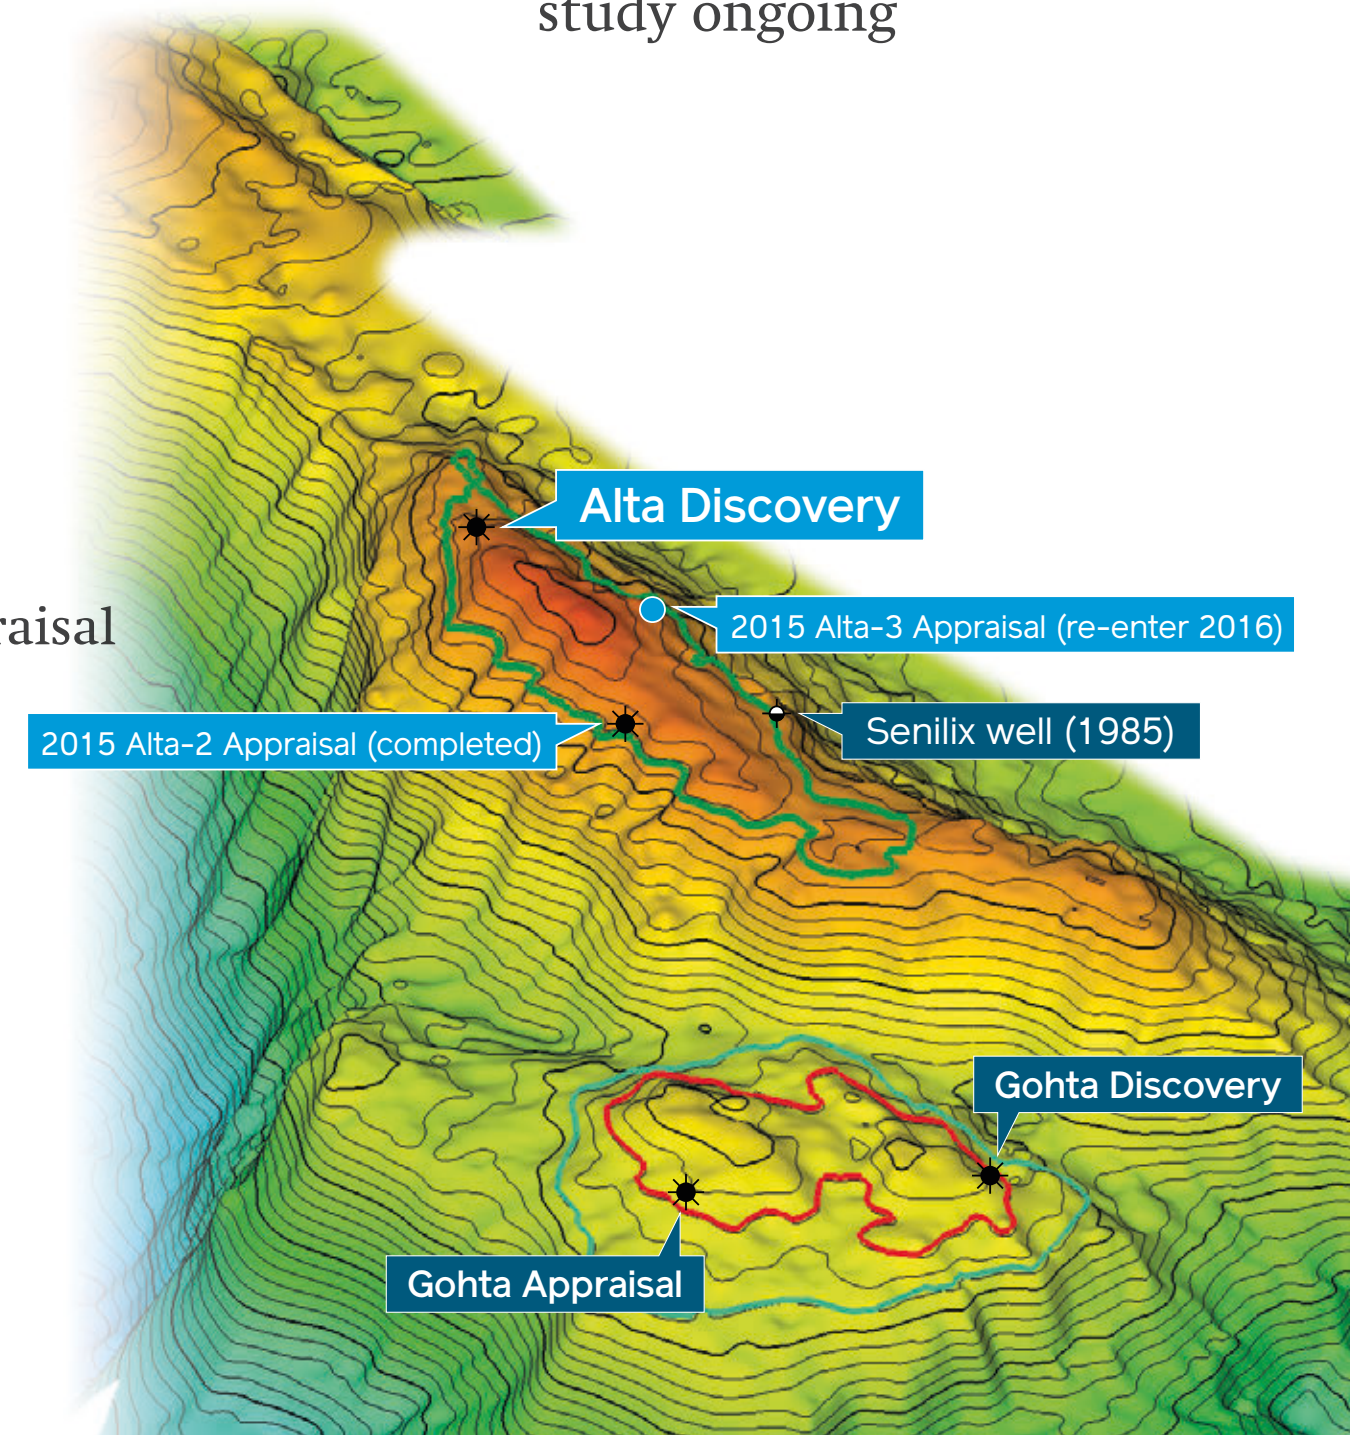 study ongoing
Alta Discovery
raisal
2015 Alta-3 Appraisal (re-enter 2016)
Senilix well (1985)
2015 Alta-2 Appraisal (completed)
Gohta Discovery
Gohta Appraisal